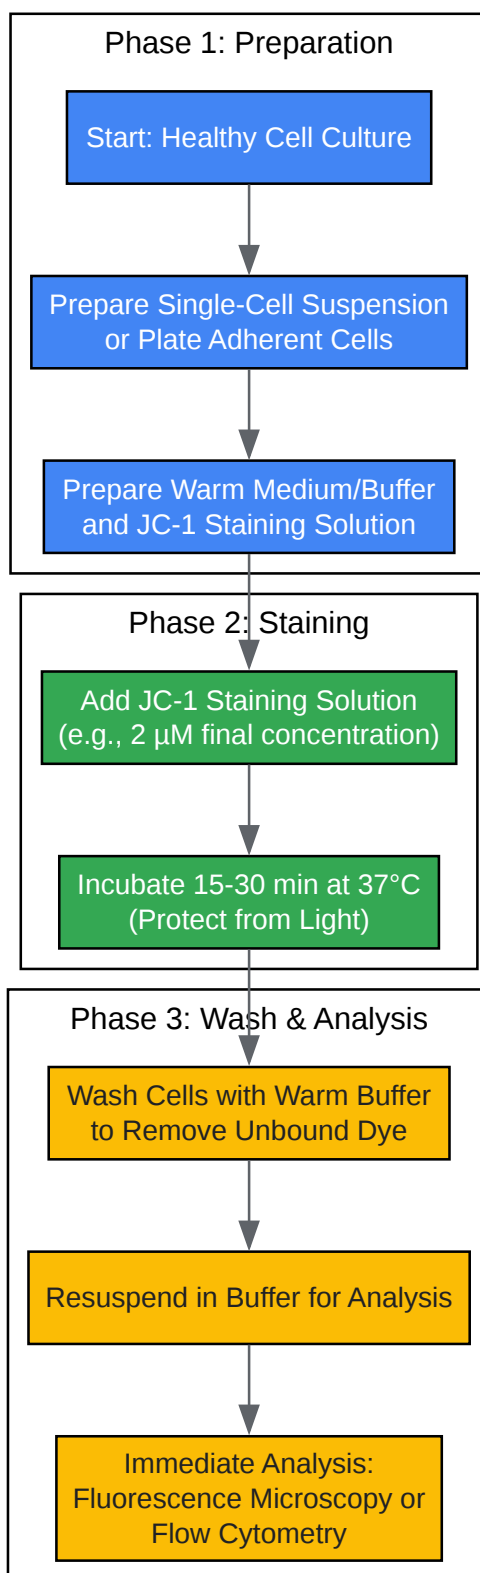 Phase 1: Preparation
Start: Healthy Cell Culture
Prepare Single-Cell Suspension
or Plate Adherent Cells
Prepare Warm Medium/Buffer
and JC-1 Staining Solution
Phase 2: Staining
Add JC-1 Staining Solution
(e.g., 2 µM final concentration)
Incubate 15-30 min at 37°C
(Protect from Light)
Phase 3: Wash & Analysis
Wash Cells with Warm Buffer
to Remove Unbound Dye
Resuspend in Buffer for Analysis
Immediate Analysis:
Fluorescence Microscopy or
Flow Cytometry